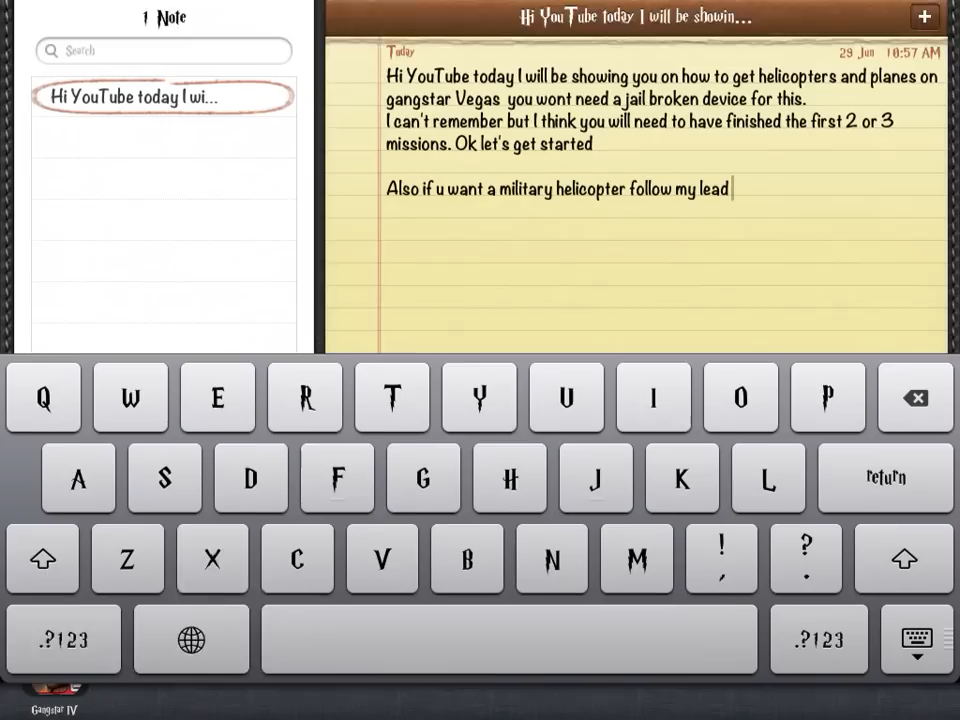 1 Note
Search
Hi YouTube today I wi...
Hi YouTube today I will be showin...
+
Today
29 Jun 10:57 AM
Hi YouTube today I will be showing you on how to get helicopters and planes on
gangstar Vegas you wont need a jail broken device for this.
I can't remember but I think you will need to have finished the first 2 or 3
missions. Ok let's get started
Also if u want a military helicopter follow my lead
Q W E R T Y U I O P
A S D F G H J K L return
Z X C V B N M ! , ? .
.?123 .?123
Gangstar IV